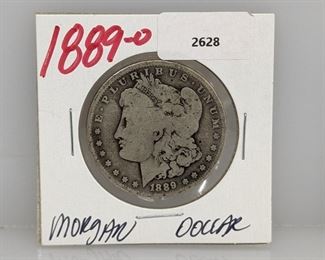 1889-o
2628
E·PLURIBUS·UNUM·
1889
MORGAN DOLLAR